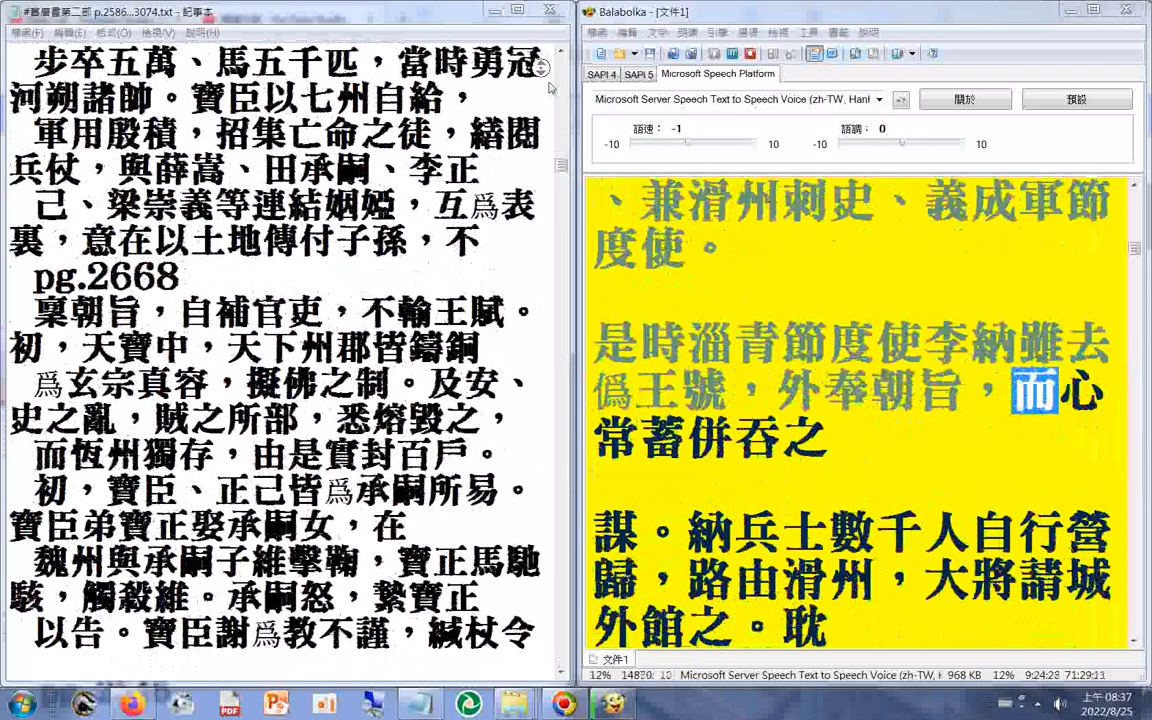 #舊唐書第二部 p.2586...3074.txt - 記事本
檔案(F) 編輯(E) 格式(O) 檢視(V) 說明(H)
步卒五萬、馬五千匹，當時勇冠
河朔諸帥。寶臣以七州自給，
軍用殷積，招集亡命之徒，繕閱
兵仗，與薛嵩、田承嗣、李正
己、梁崇義等連結姻婭，互爲表
裏，意在以土地傳付子孫，不
pg.2668
稟朝旨，自補官吏，不輸王賦。
初，天寶中，天下州郡皆鑄銅
爲玄宗真容，擬佛之制。及安、
史之亂，賊之所部，悉熔毀之，
而恆州獨存，由是實封百戶。
初，寶臣、正己皆爲承嗣所易。
寶臣弟寶正娶承嗣女，在
魏州與承嗣子維擊鞠，寶正馬馳
駭，觸殺維。承嗣怒，縶寶正
以告。寶臣謝爲教不謹，緘杖令
Balabolka - [文件1]
檔案 編輯 文字 朗讀 引擎 選項 檢視 工具 書籤 說明
SAPI 4 SAPI 5 Microsoft Speech Platform
Microsoft Server Speech Text to Speech Voice (zh-TW, Hanl 關於 預設
語速： -1 語調： 0
-10 10 -10 10
、兼滑州刺史、義成軍節
度使。
是時淄青節度使李納雖去
僞王號，外奉朝旨，而心
常蓄併吞之
謀。納兵士數千人自行營
歸，路由滑州，大將請城
外館之。耽
文件1
12% Microsoft Server Speech Text to Speech Voice (zh-TW, 968 KB 12% 9:24:28 71:29:13
上午 08:37
2022/8/25